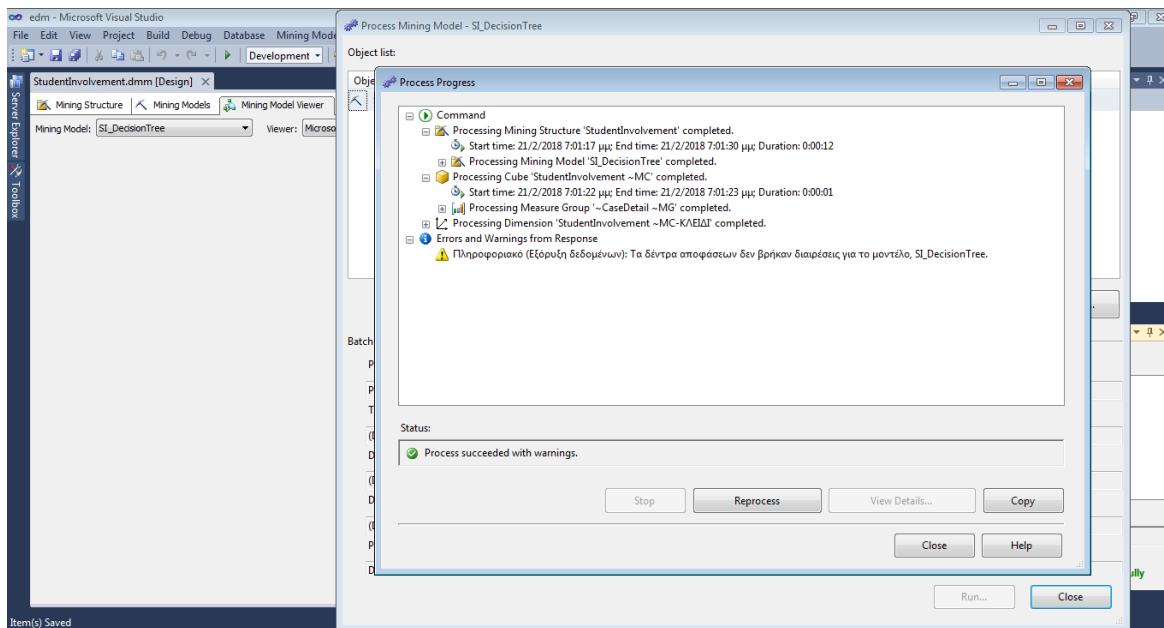 edm - Microsoft Visual Studio
File Edit View Project Build Debug Database Mining Mode
Development
StudentInvolvement.dmm [Design]
Mining Structure Mining Models Mining Model Viewer
Mining Model: SI_DecisionTree Viewer: Microso
Server Explorer
Toolbox
Process Mining Model - SI_DecisionTree
Object list:
Obje
Process Progress
Command
Processing Mining Structure 'StudentInvolvement' completed.
Start time: 21/2/2018 7:01:17 μμ; End time: 21/2/2018 7:01:30 μμ; Duration: 0:00:12
Processing Mining Model 'SI_DecisionTree' completed.
Processing Cube 'StudentInvolvement ~MC' completed.
Start time: 21/2/2018 7:01:22 μμ; End time: 21/2/2018 7:01:23 μμ; Duration: 0:00:01
Processing Measure Group '~CaseDetail ~MG' completed.
Processing Dimension 'StudentInvolvement ~MC-ΚΛΕΙΔΙ' completed.
Errors and Warnings from Response
Πληροφοριακό (Εξόρυξη δεδομένων): Τα δέντρα αποφάσεων δεν βρήκαν διαιρέσεις για το μοντέλο, SI_DecisionTree.
Batch
Status:
Process succeeded with warnings.
Stop Reprocess View Details... Copy
Close Help
Run... Close
ully
Item(s) Saved